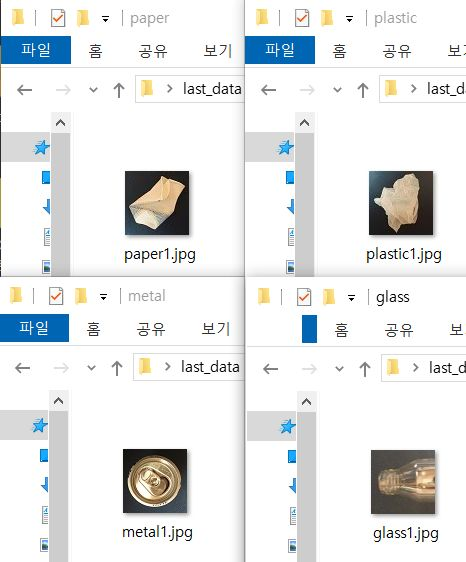 paper
파일 홈 공유 보기
last_data
paper1.jpg
plastic
파일 홈 공유 보기
last_da
plastic1.jpg
metal
파일 홈 공유 보기
last_data
metal1.jpg
glass
홈 공유 보
last_d
glass1.jpg